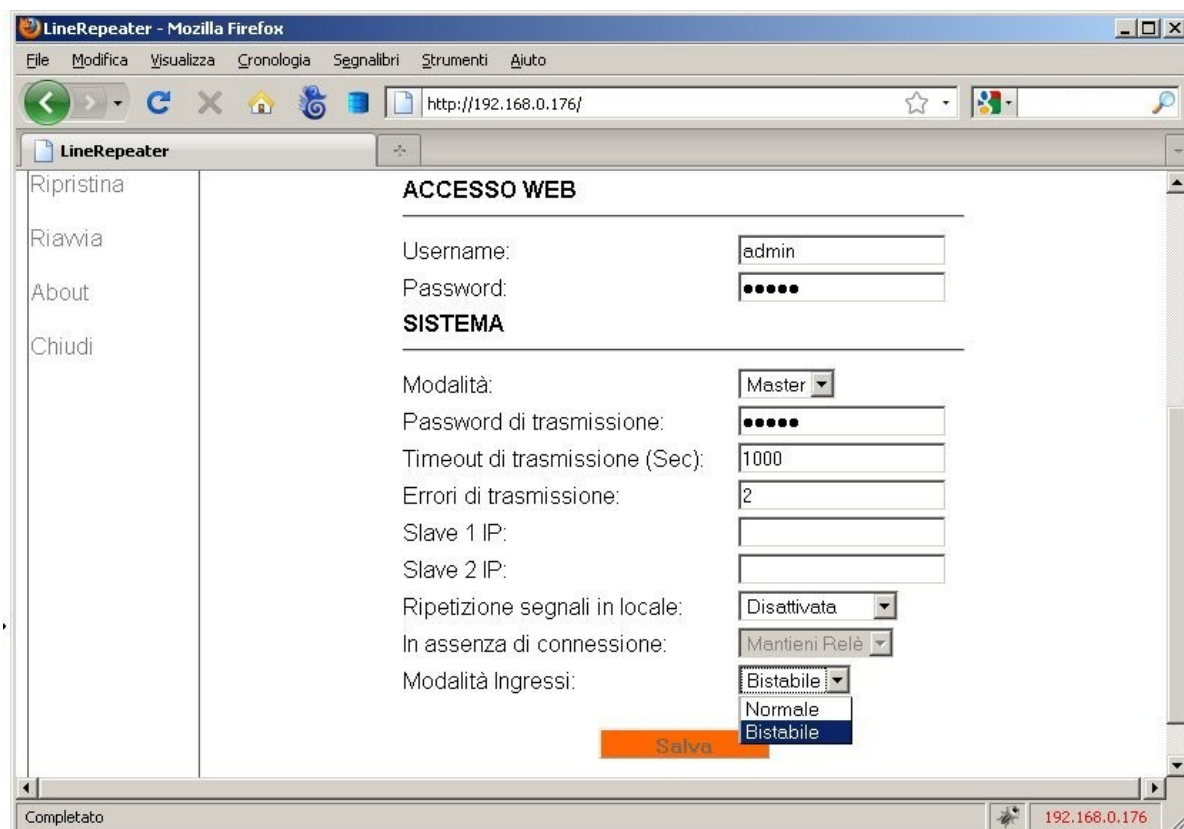 LineRepeater - Mozilla Firefox
File Modifica Visualizza Cronologia Segnalibri Strumenti Aiuto
http://192.168.0.176/
LineRepeater
Ripristina
Riavvia
About
Chiudi
ACCESSO WEB
Username: admin
Password: •••••
SISTEMA
Modalità: Master
Password di trasmissione: •••••
Timeout di trasmissione (Sec): 1000
Errori di trasmissione: 2
Slave 1 IP:
Slave 2 IP:
Ripetizione segnali in locale: Disattivata
In assenza di connessione: Mantieni Relè
Modalità Ingressi: Bistabile
Normale
Bistabile
Salva
Completato 192.168.0.176